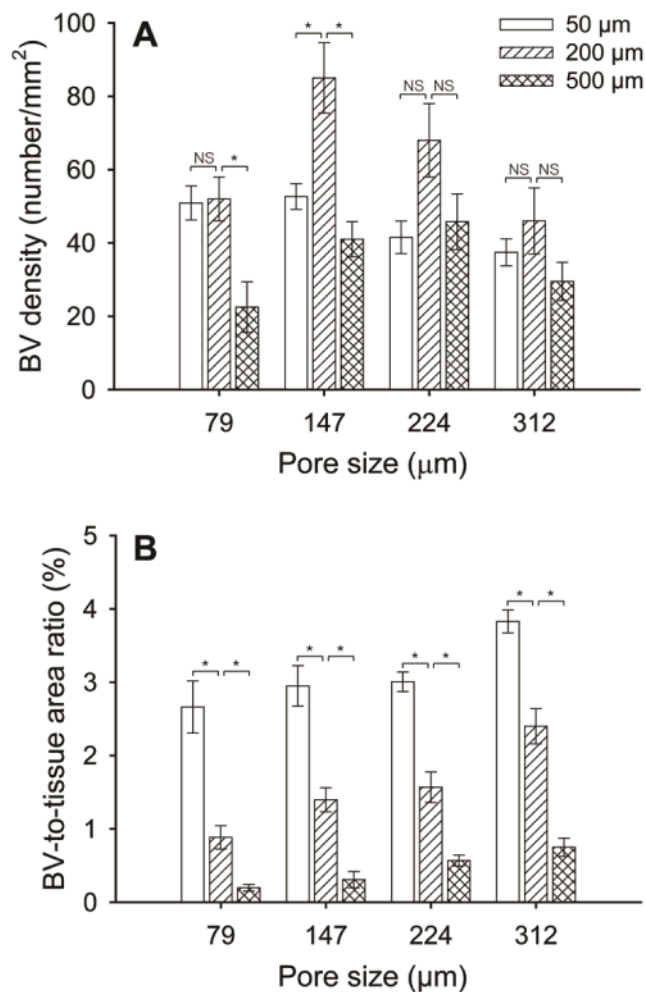 A
50 µm
200 µm
500 µm
BV density (number/mm²)
100
80
60
40
20
0
NS
*
*
*
NS
NS
NS
NS
79
147
224
312
Pore size (µm)
B
BV-to-tissue area ratio (%)
5
4
3
2
1
0
*
*
*
*
*
*
*
*
79
147
224
312
Pore size (µm)